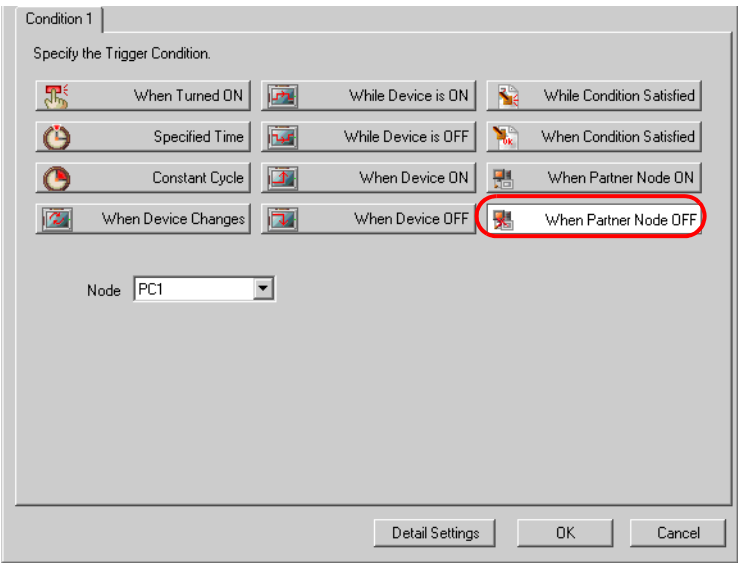 Condition 1
Specify the Trigger Condition.
When Turned ON
While Device is ON
While Condition Satisfied
Specified Time
While Device is OFF
When Condition Satisfied
Constant Cycle
When Device ON
When Partner Node ON
When Device Changes
When Device OFF
When Partner Node OFF
Node PC1
Detail Settings
OK
Cancel